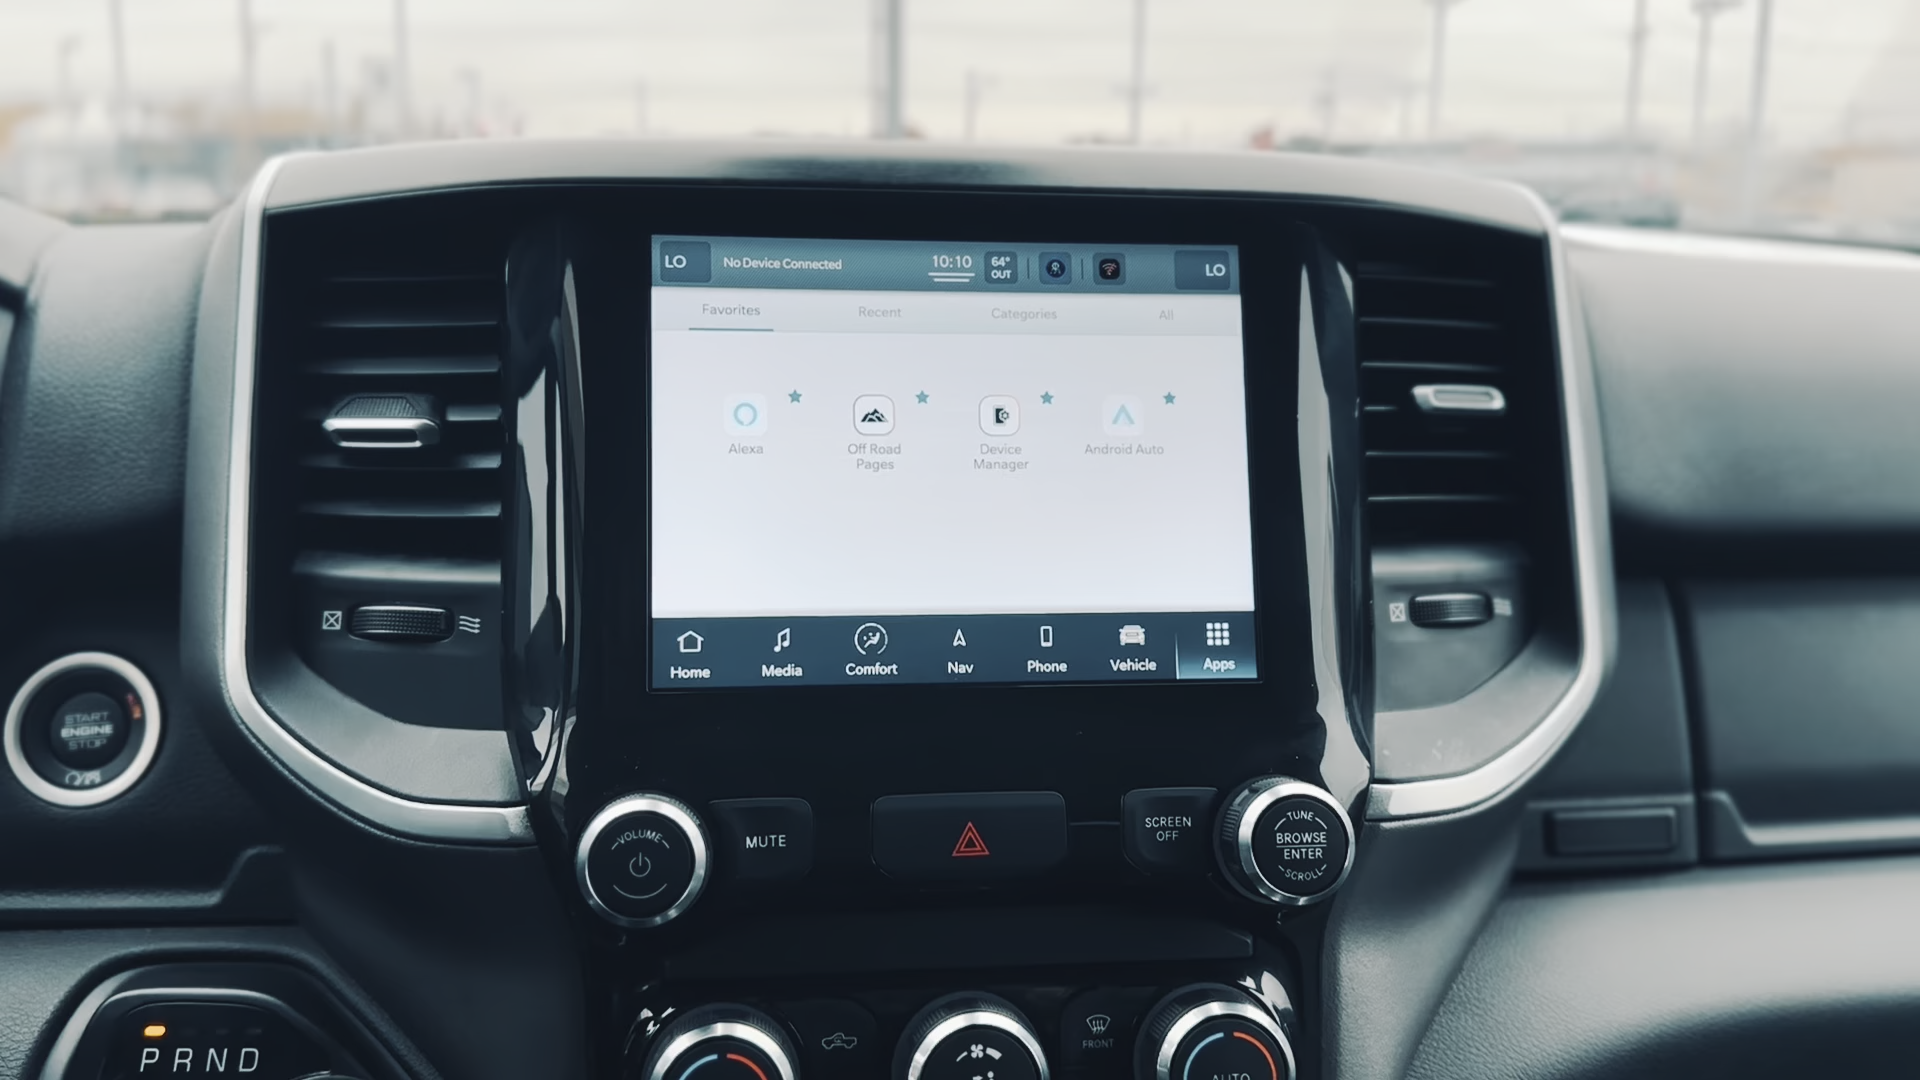 LO
No Device Connected
10:10
64°
OUT
LO
Favorites
Recent
Categories
All
Alexa
Off Road
Pages
Device
Manager
Android Auto
Home
Media
Comfort
Nav
Phone
Vehicle
Apps
START
ENGINE
STOP
VOLUME
MUTE
SCREEN
OFF
TUNE
BROWSE
ENTER
SCROLL
PRND
FRONT
AUTO